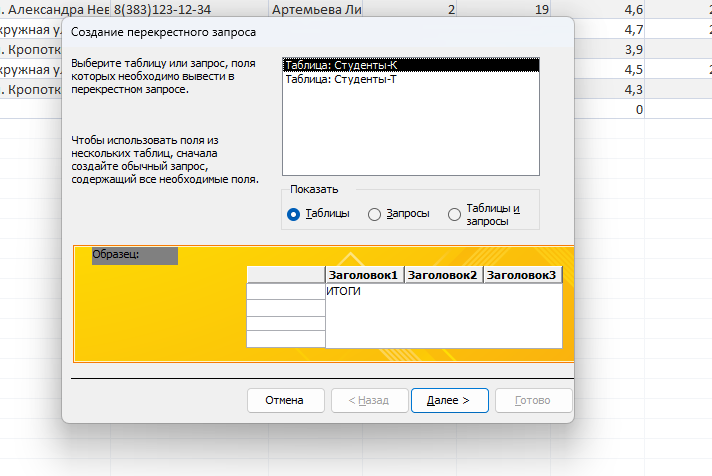 . Александра Нев 8(383)123-12-34 Артемьева Ли 2 19 4,6
кружная ул 4,7
. Кропотк 3,9
кружная ул 4,5
. Кропотк 4,3
0
Создание перекрестного запроса
Выберите таблицу или запрос, поля
которых необходимо вывести в
перекрестном запросе.
Чтобы использовать поля из
нескольких таблиц, сначала
создайте обычный запрос,
содержащий все необходимые поля.
Таблица: Студенты-К
Таблица: Студенты-Т
Показать
Таблицы
Запросы
Таблицы и
запросы
Образец:
Заголовок1 Заголовок2 Заголовок3
ИТОГИ
Отмена
< Назад
Далее >
Готово